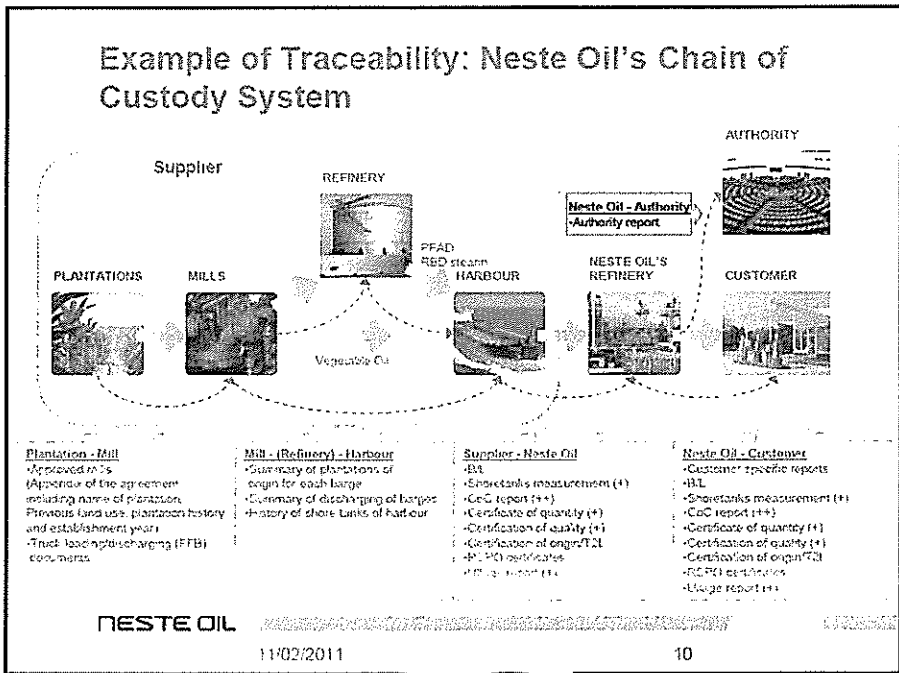 Example of Traceability: Neste Oil's Chain of
Custody System
AUTHORITY
Supplier
REFINERY
Neste Oil - Authority
•Authority report
PFAD
RBD stearin
PLANTATIONS
MILLS
HARBOUR
NESTE OIL'S
REFINERY
CUSTOMER
Vegetable Oil
Plantation - Mill
•Approved mills
(Appendix of the agreement
including name of plantation,
Previous land use, plantation history
and establishment year)
•Truck loading/discharging (FFB)
documents
Mill - (Refinery) - Harbour
•Summary of plantations of
origin for each barge
•Summary of discharging of barges
•History of shore tanks of harbour
Supplier - Neste Oil
•B/L
•Shoretanks measurement (+)
•CoC report (++)
•Certificate of quantity (+)
•Certification of quality (+)
•Certification of origin/T2L
•RSPO certificates
report (+)
Neste Oil - Customer
•Customer specific reports
•B/L
•Shoretanks measurement (+)
•CoC report (++)
•Certificate of quantity (+)
•Certification of quality (+)
•Certification of origin/T2L
•RSPO certificates
•Usage report (+)
NESTE OIL
11/02/2011
10